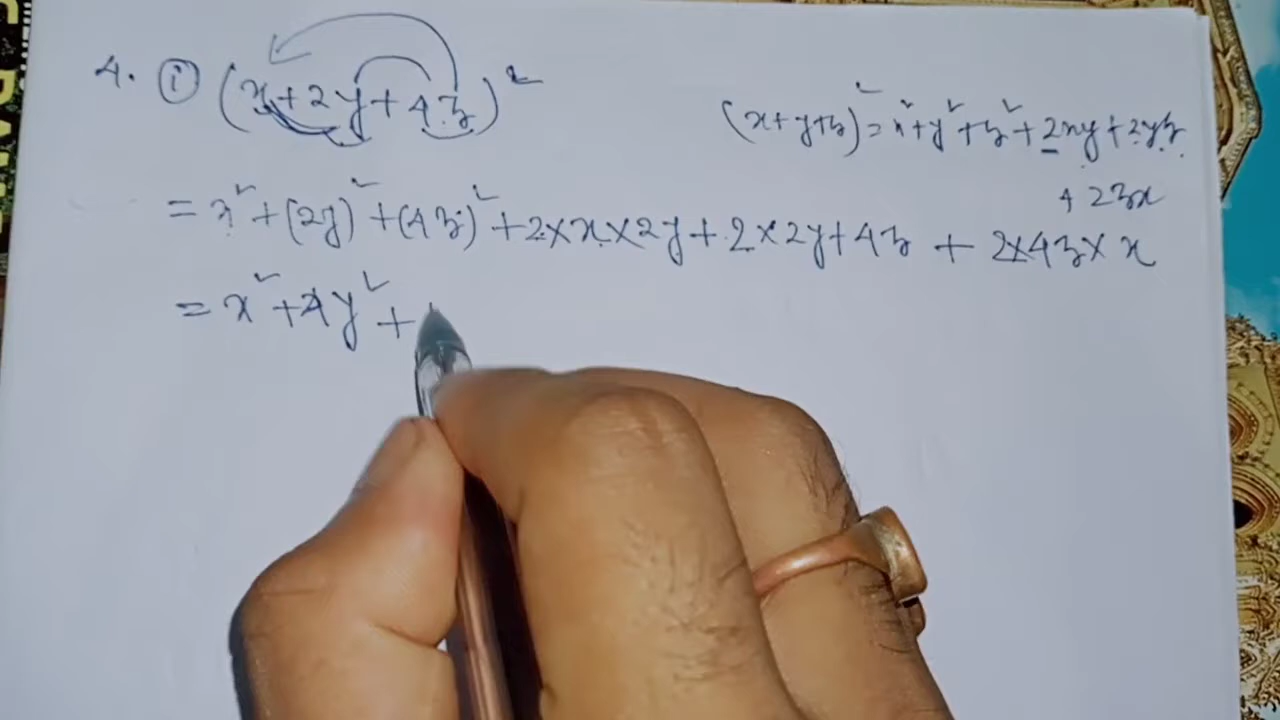 4. ⓘ (x+2y+4z)²
(x+y+z)² = x²+y²+z²+2xy+2yz
+2zx
= x²+(2y)²+(4z)²+2×x×2y+2×2y+4z + 2×4z×x
= x²+4y²+